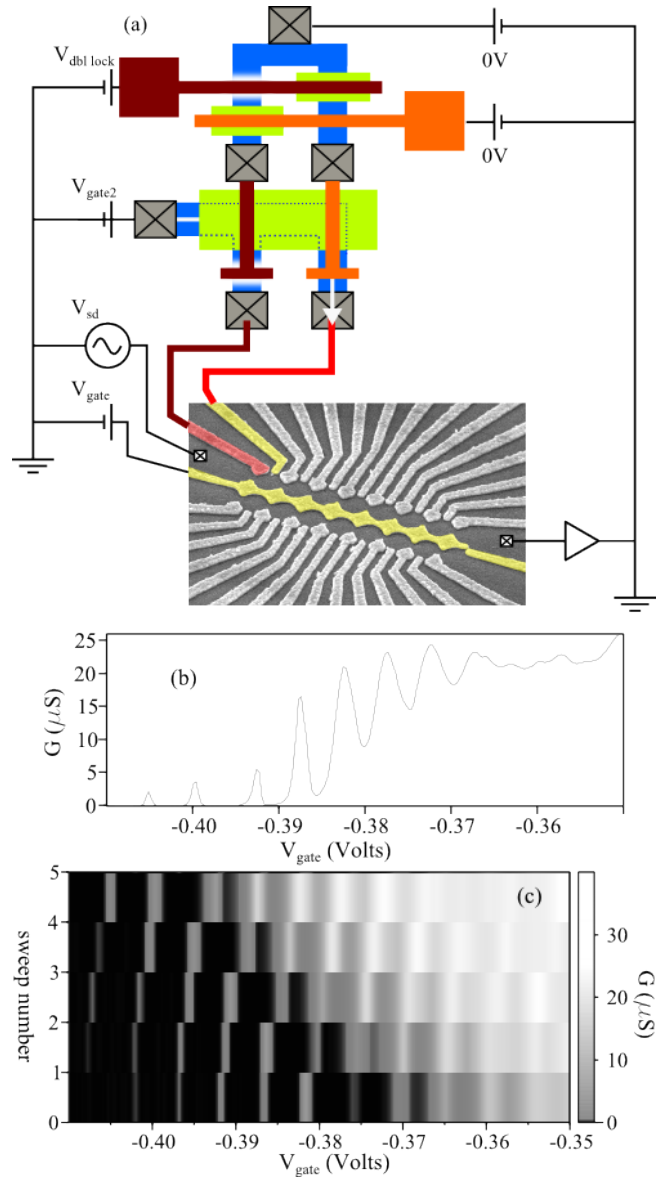 (a)
V_dbl lock
0V
0V
V_gate2
V_sd
V_gate
(b)
G (μS)
25
20
15
10
5
0
-0.40 -0.39 -0.38 -0.37 -0.36
V_gate (Volts)
(c)
sweep number
5
4
3
2
1
0
-0.40 -0.39 -0.38 -0.37 -0.36 -0.35
V_gate (Volts)
30
20
10
0
G (μS)